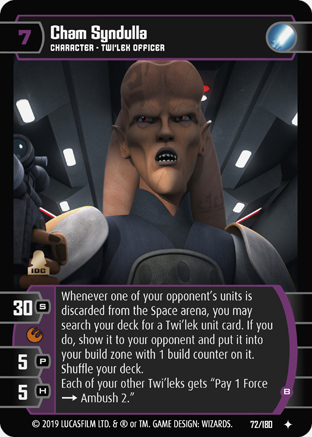 7
Cham Syndulla
CHARACTER - TWI'LEK OFFICER
IDC
30 S
5 P
5 H
Whenever one of your opponent's units is
discarded from the Space arena, you may
search your deck for a Twi'lek unit card. If you
do, show it to your opponent and put it into
your build zone with 1 build counter on it.
Shuffle your deck.
Each of your other Twi'leks gets "Pay 1 Force
→ Ambush 2."
B
© 2019 LUCASFILM LTD. & ® or TM. GAME DESIGN: WIZARDS. 72/180